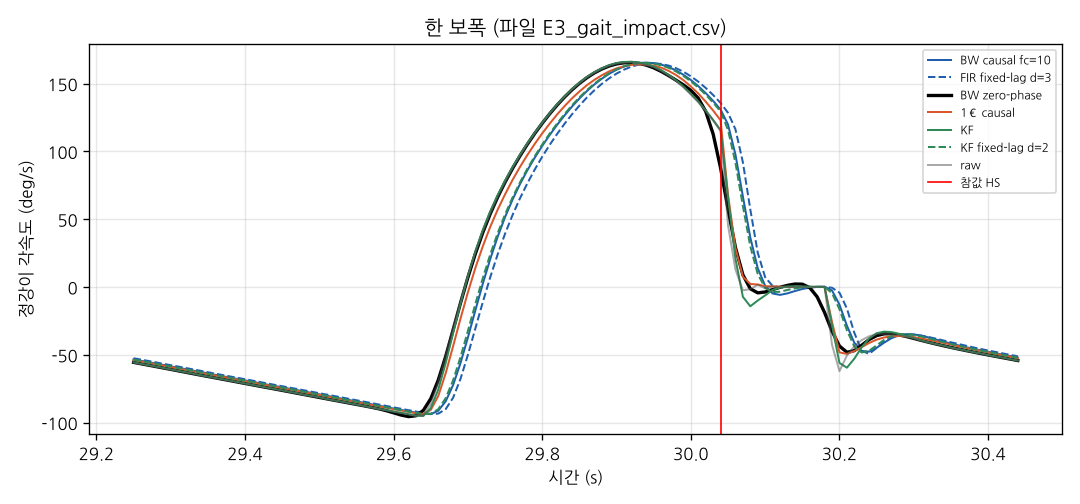 한 보폭 (파일 E3_gait_impact.csv)
정강이 각속도 (deg/s)
150
100
50
0
-50
-100
BW causal fc=10
FIR fixed-lag d=3
BW zero-phase
1€ causal
KF
KF fixed-lag d=2
raw
참값 HS
29.2 29.4 29.6 29.8 30.0 30.2 30.4
시간 (s)